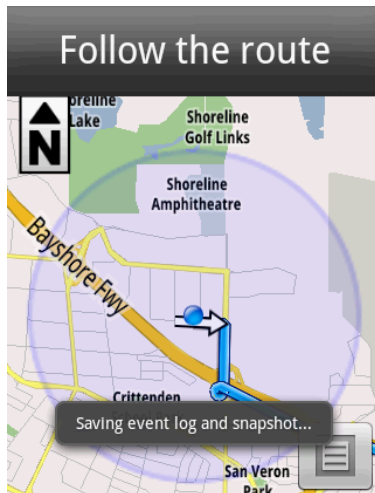 Follow the route
Lake
N
Shoreline
Golf Links
Shoreline
Amphitheatre
Bayshore Fwy
Crittenden
Saving event log and snapshot...
San Veron
Park